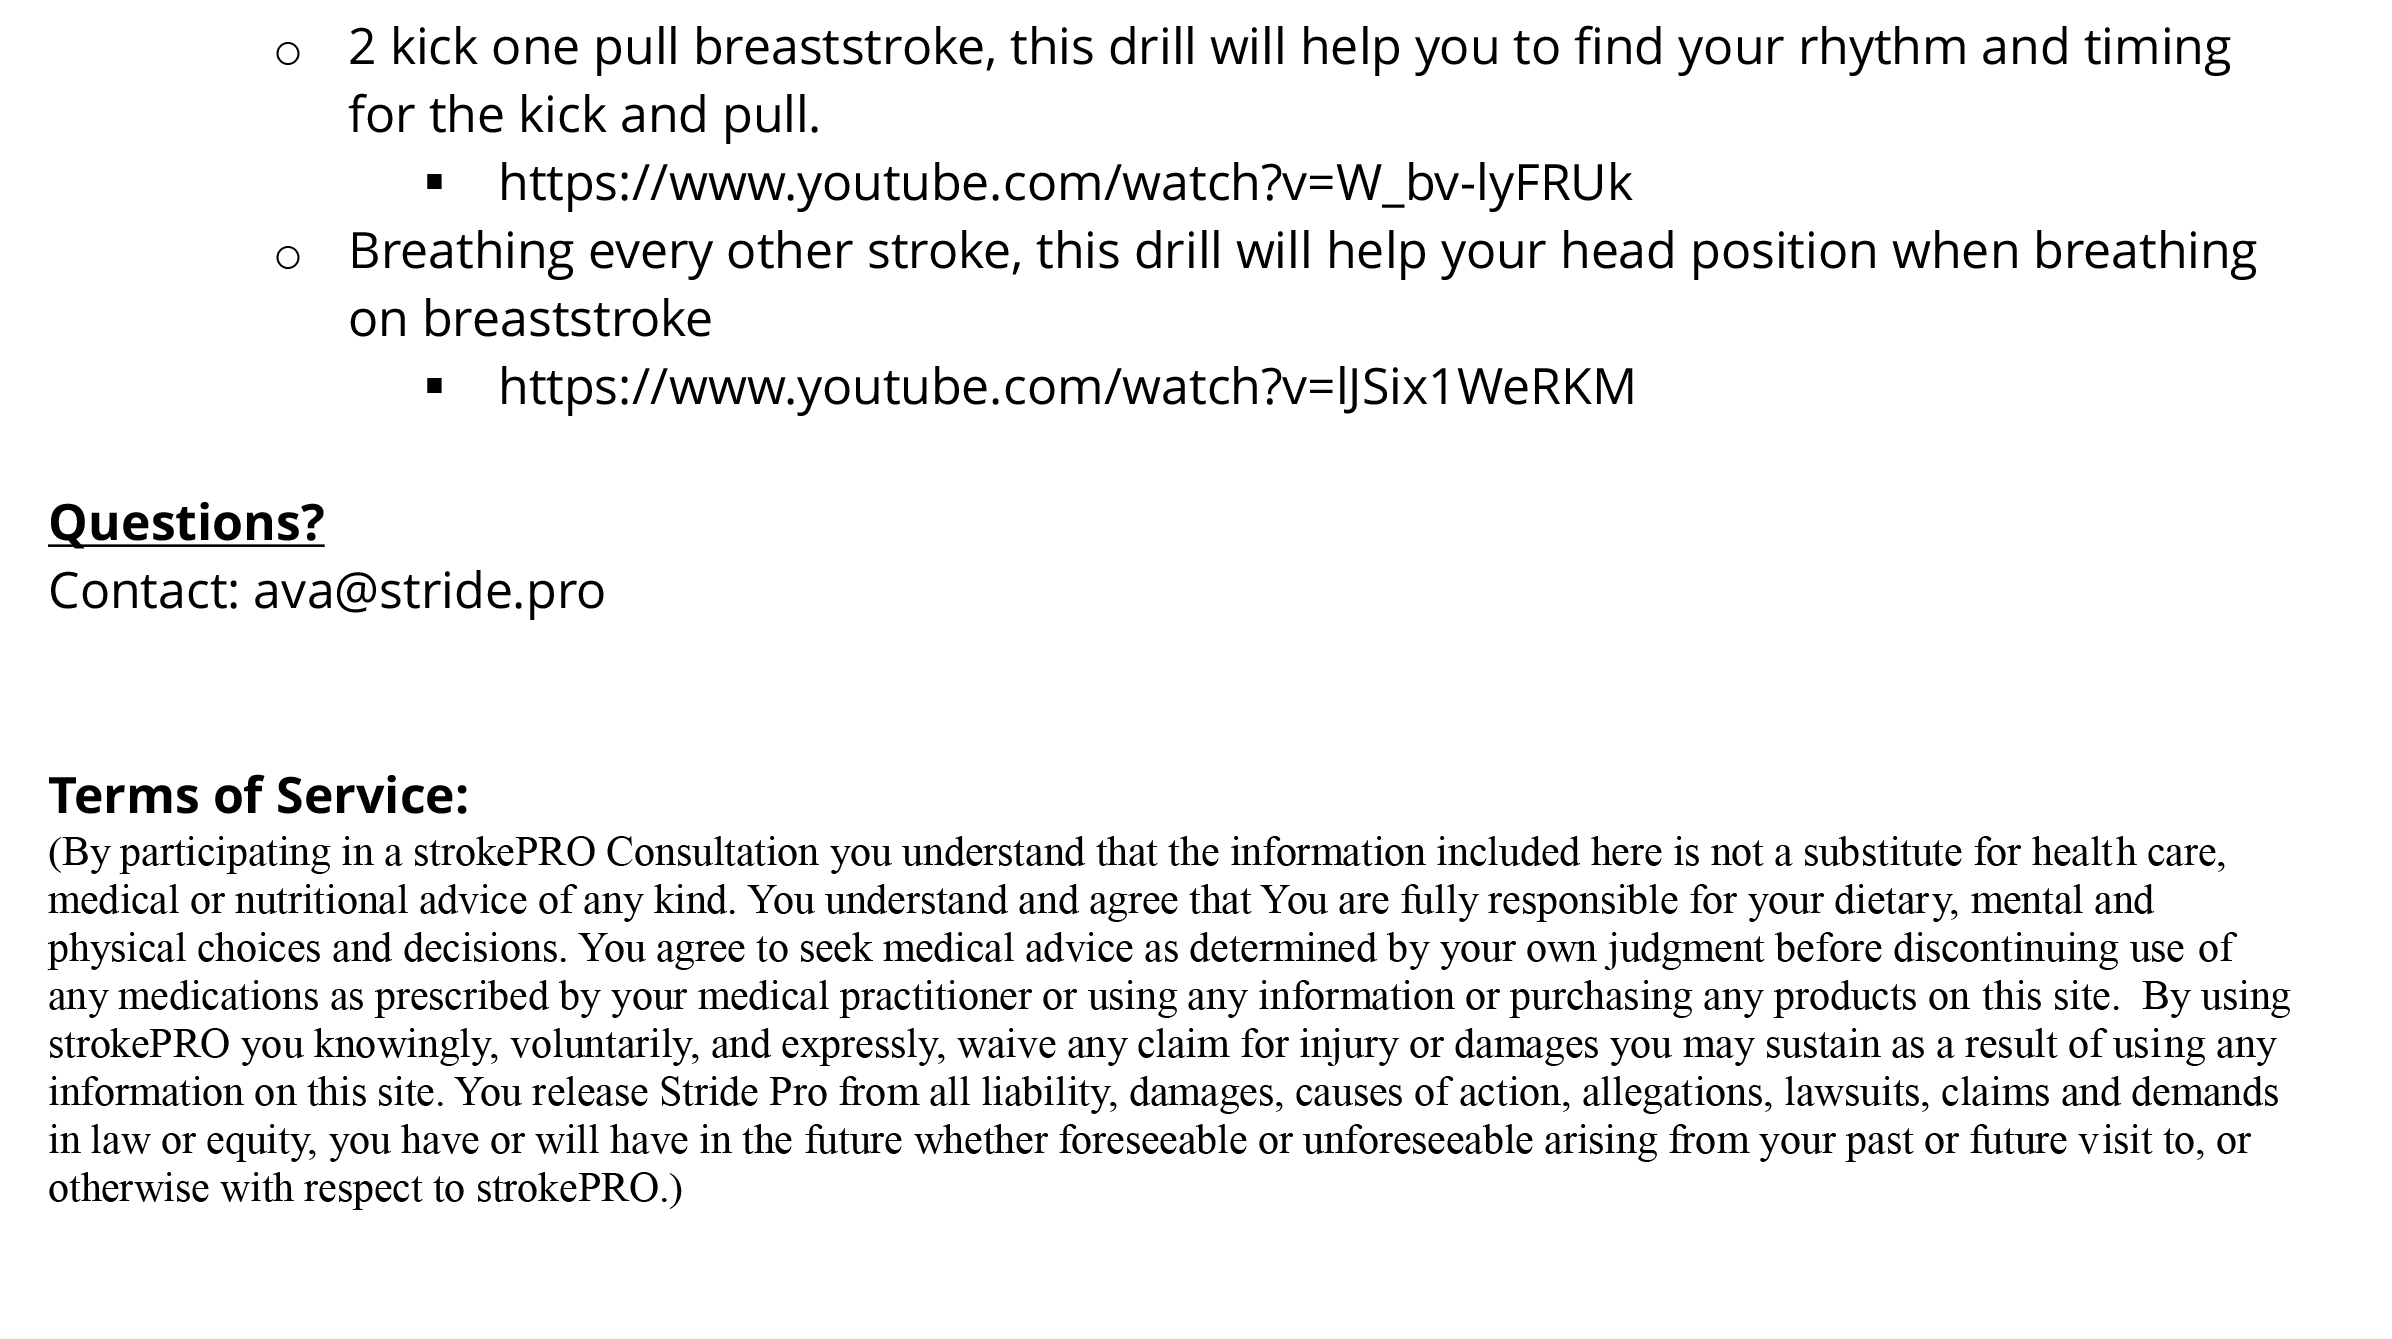 ○ 2 kick one pull breaststroke, this drill will help you to find your rhythm and timing
for the kick and pull.
▪ https://www.youtube.com/watch?v=W_bv-lyFRUk
○ Breathing every other stroke, this drill will help your head position when breathing
on breaststroke
▪ https://www.youtube.com/watch?v=lJSix1WeRKM
Questions?
Contact: ava@stride.pro
Terms of Service:
(By participating in a strokePRO Consultation you understand that the information included here is not a substitute for health care,
medical or nutritional advice of any kind. You understand and agree that You are fully responsible for your dietary, mental and
physical choices and decisions. You agree to seek medical advice as determined by your own judgment before discontinuing use of
any medications as prescribed by your medical practitioner or using any information or purchasing any products on this site.  By using
strokePRO you knowingly, voluntarily, and expressly, waive any claim for injury or damages you may sustain as a result of using any
information on this site. You release Stride Pro from all liability, damages, causes of action, allegations, lawsuits, claims and demands
in law or equity, you have or will have in the future whether foreseeable or unforeseeable arising from your past or future visit to, or
otherwise with respect to strokePRO.)